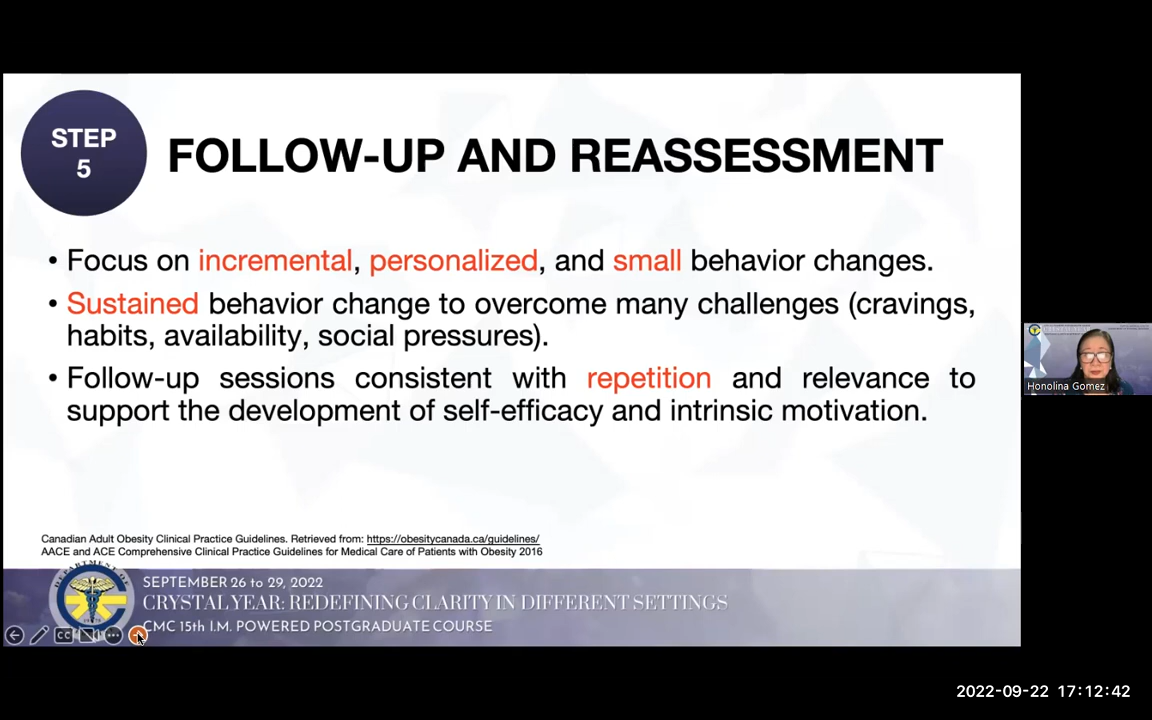 STEP
5
FOLLOW-UP AND REASSESSMENT
• Focus on incremental, personalized, and small behavior changes.
• Sustained behavior change to overcome many challenges (cravings,
habits, availability, social pressures).
• Follow-up sessions consistent with repetition and relevance to
support the development of self-efficacy and intrinsic motivation.
Honolina Gomez
Canadian Adult Obesity Clinical Practice Guidelines. Retrieved from: https://obesitycanada.ca/guidelines/
AACE and ACE Comprehensive Clinical Practice Guidelines for Medical Care of Patients with Obesity 2016
DEPARTMENT OF
SEPTEMBER 26 to 29, 2022
CRYSTAL YEAR: REDEFINING CLARITY IN DIFFERENT SETTINGS
CMC 15th I.M. POWERED POSTGRADUATE COURSE
CC
2022-09-22 17:12:42